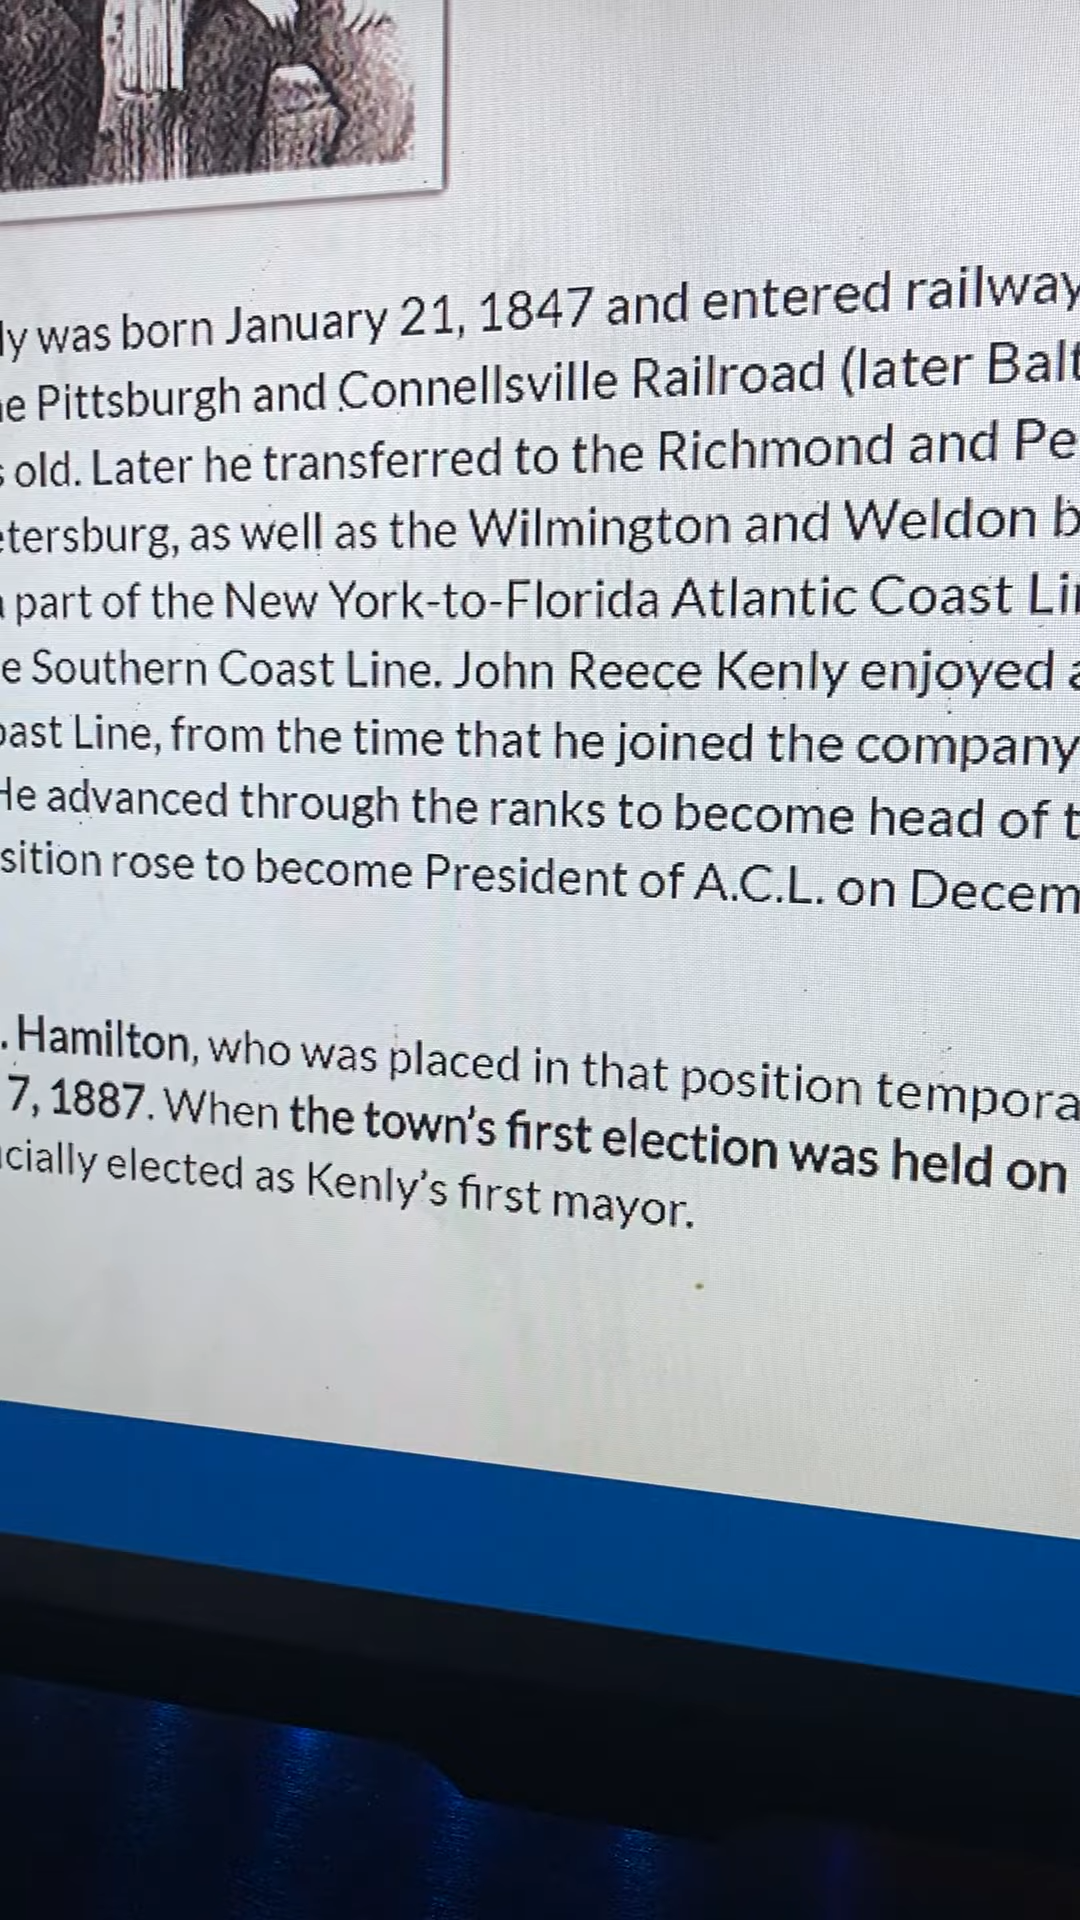 ly was born January 21, 1847 and entered railway
e Pittsburgh and Connellsville Railroad (later Balt
s old. Later he transferred to the Richmond and Pe
etersburg, as well as the Wilmington and Weldon b
part of the New York-to-Florida Atlantic Coast Li
e Southern Coast Line. John Reece Kenly enjoyed a
oast Line, from the time that he joined the company
He advanced through the ranks to become head of t
sition rose to become President of A.C.L. on Decem
. Hamilton, who was placed in that position tempora
7, 1887. When the town's first election was held on
cially elected as Kenly's first mayor.